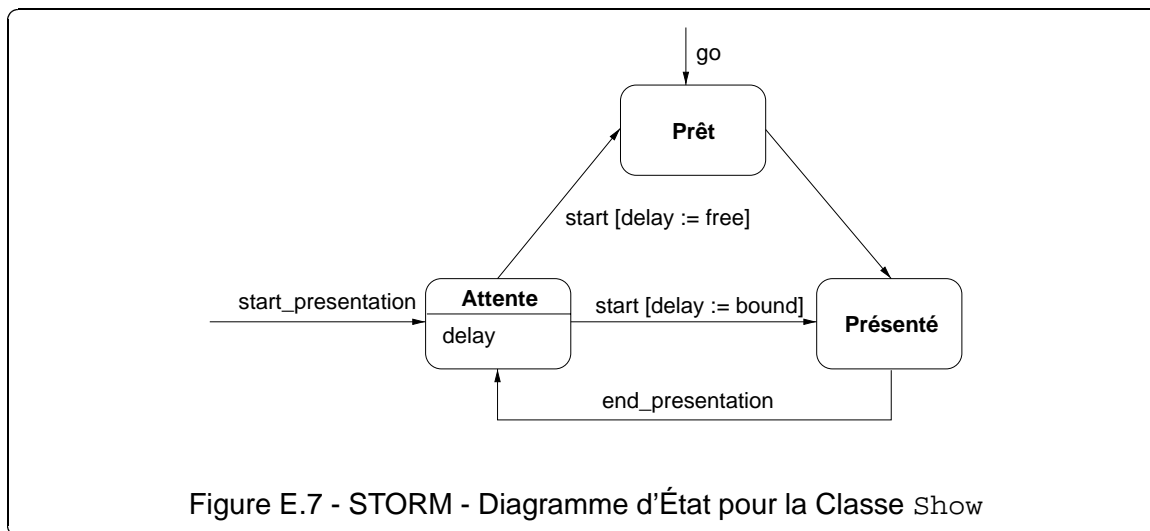 go
Prêt
start [delay := free]
start_presentation
Attente
delay
start [delay := bound]
Présenté
end_presentation
Figure E.7 - STORM - Diagramme d'État pour la Classe Show